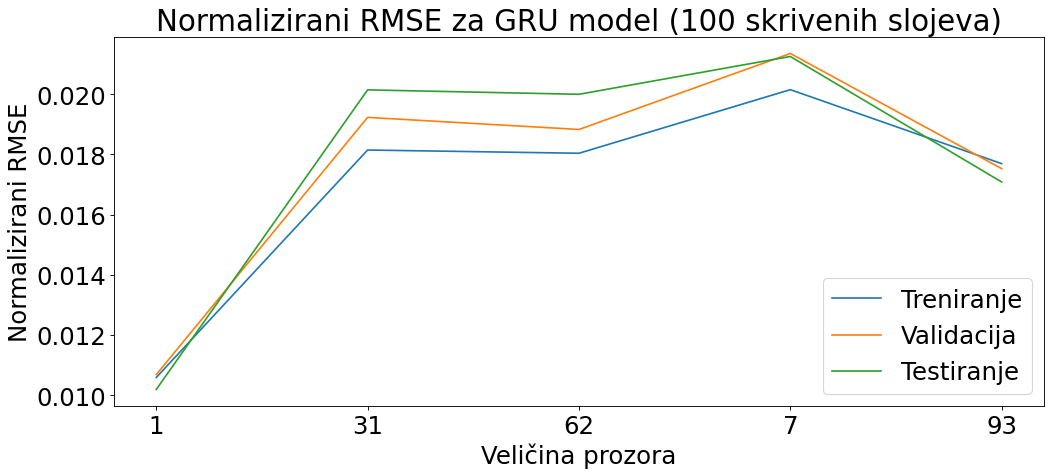 Normalizirani RMSE za GRU model (100 skrivenih slojeva)
Normalizirani RMSE
0.020
0.018
0.016
0.014
0.012
0.010
1 31 62 7 93
Veličina prozora
Treniranje
Validacija
Testiranje